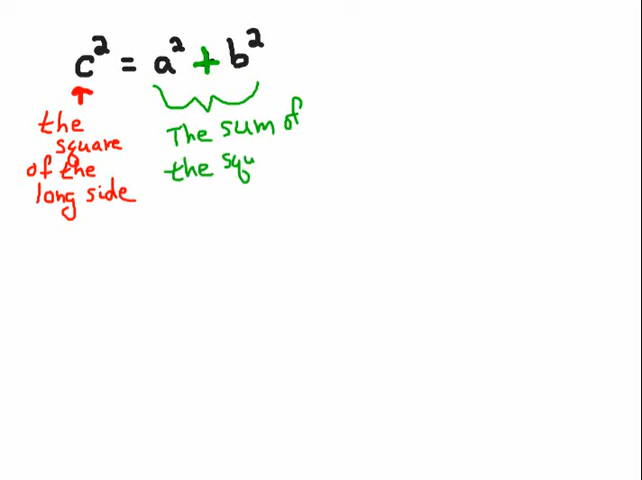 c² = a² + b²
the
square
of the
long side
The sum of
the squ